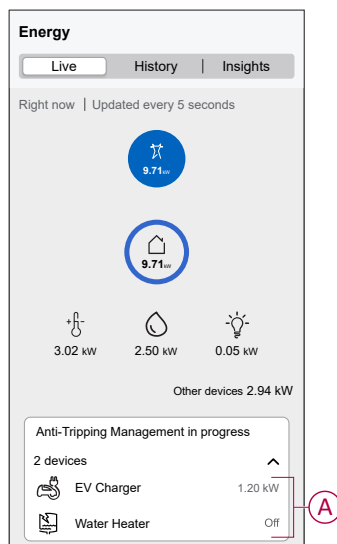 Energy
Live History | Insights
Right now | Updated every 5 seconds
9.71kW
9.71kW
3.02 kW 2.50 kW 0.05 kW
Other devices 2.94 kW
Anti-Tripping Management in progress
2 devices
EV Charger 1.20 kW
A
Water Heater Off